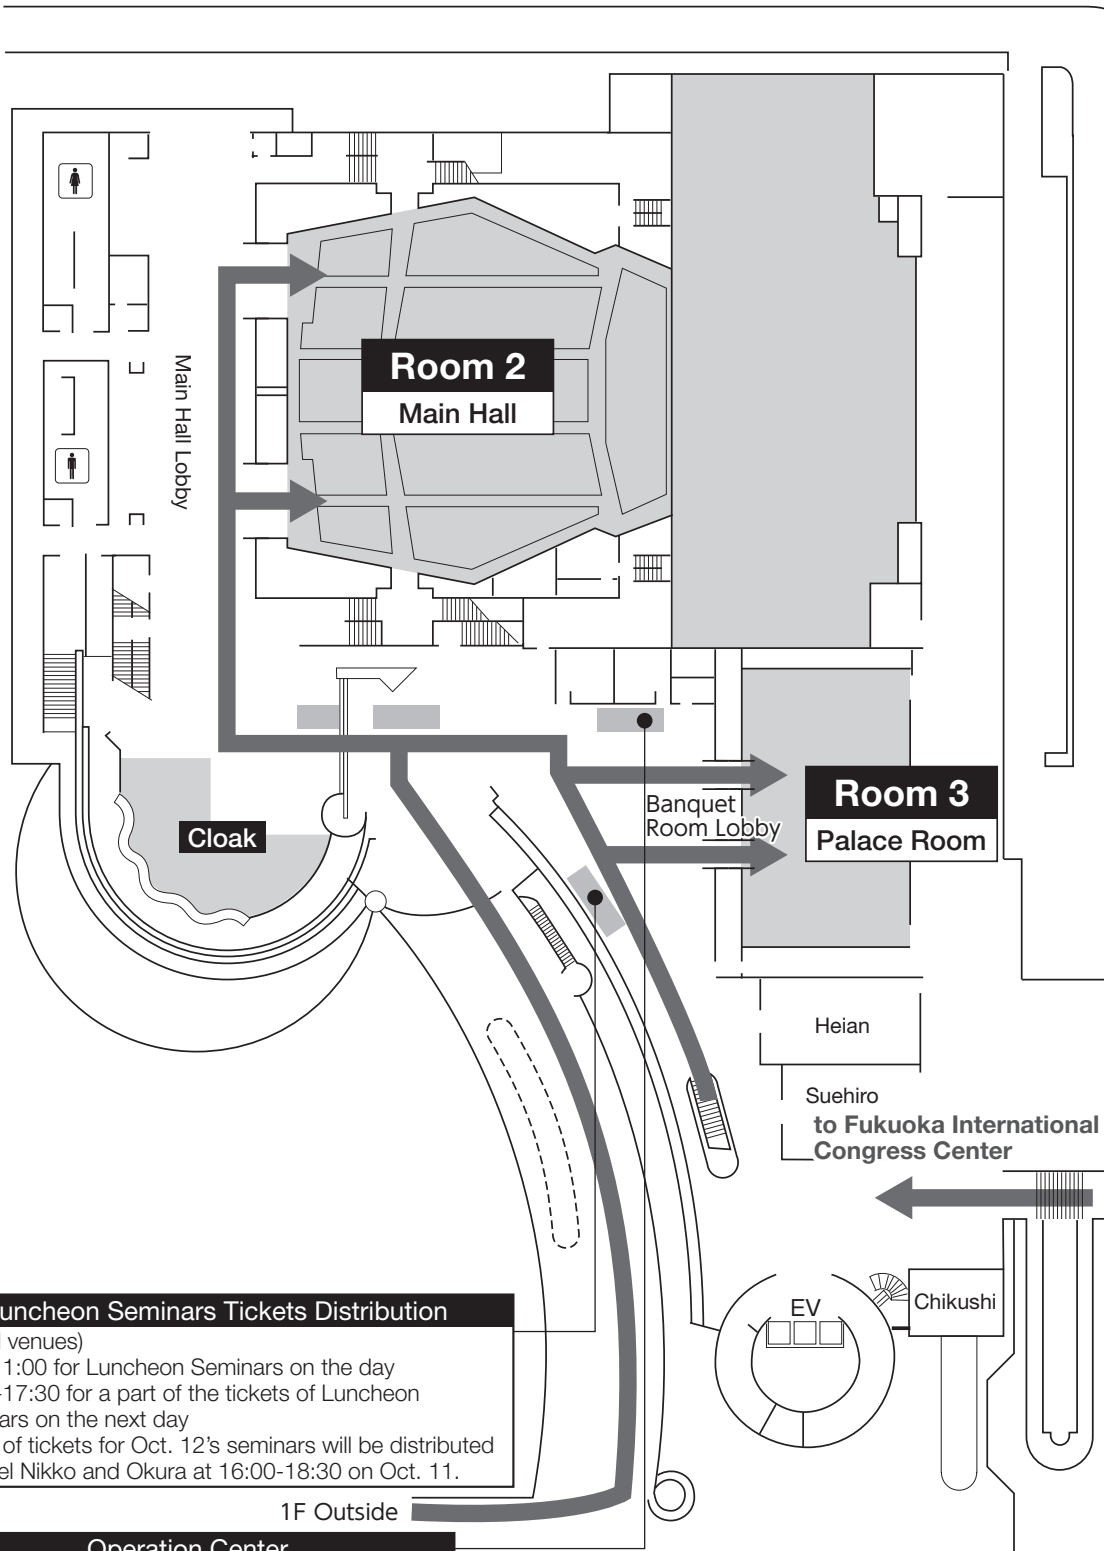 Main Hall Lobby
Room 2
Main Hall
Cloak
Banquet
Room Lobby
Room 3
Palace Room
Heian
Suehiro
to Fukuoka International
Congress Center
EV
Chikushi
uncheon Seminars Tickets Distribution
venues)
1:00 for Luncheon Seminars on the day
-17:30 for a part of the tickets of Luncheon
ars on the next day
of tickets for Oct. 12’s seminars will be distributed
el Nikko and Okura at 16:00-18:30 on Oct. 11.
1F Outside
Operation Center